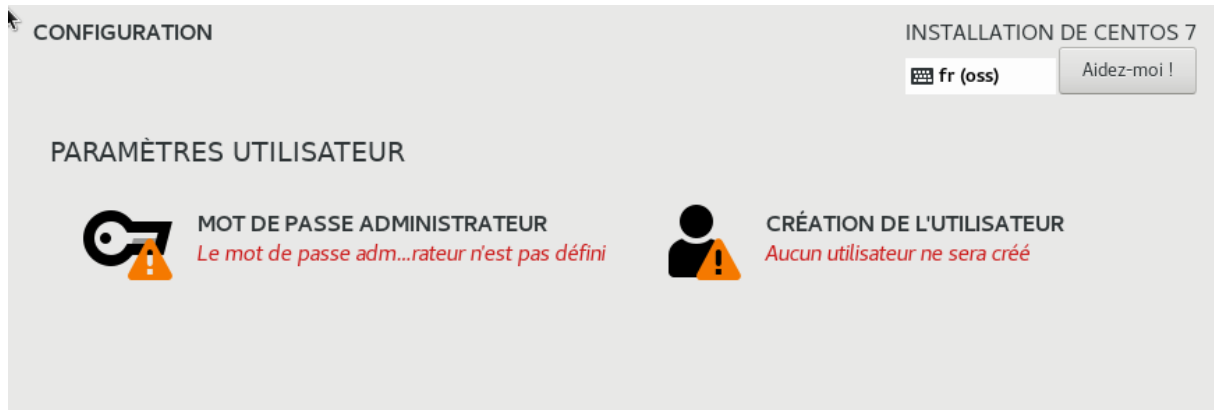 CONFIGURATION
INSTALLATION DE CENTOS 7
fr (oss)
Aidez-moi !
PARAMÈTRES UTILISATEUR
MOT DE PASSE ADMINISTRATEUR
Le mot de passe adm...rateur n'est pas défini
CRÉATION DE L'UTILISATEUR
Aucun utilisateur ne sera créé